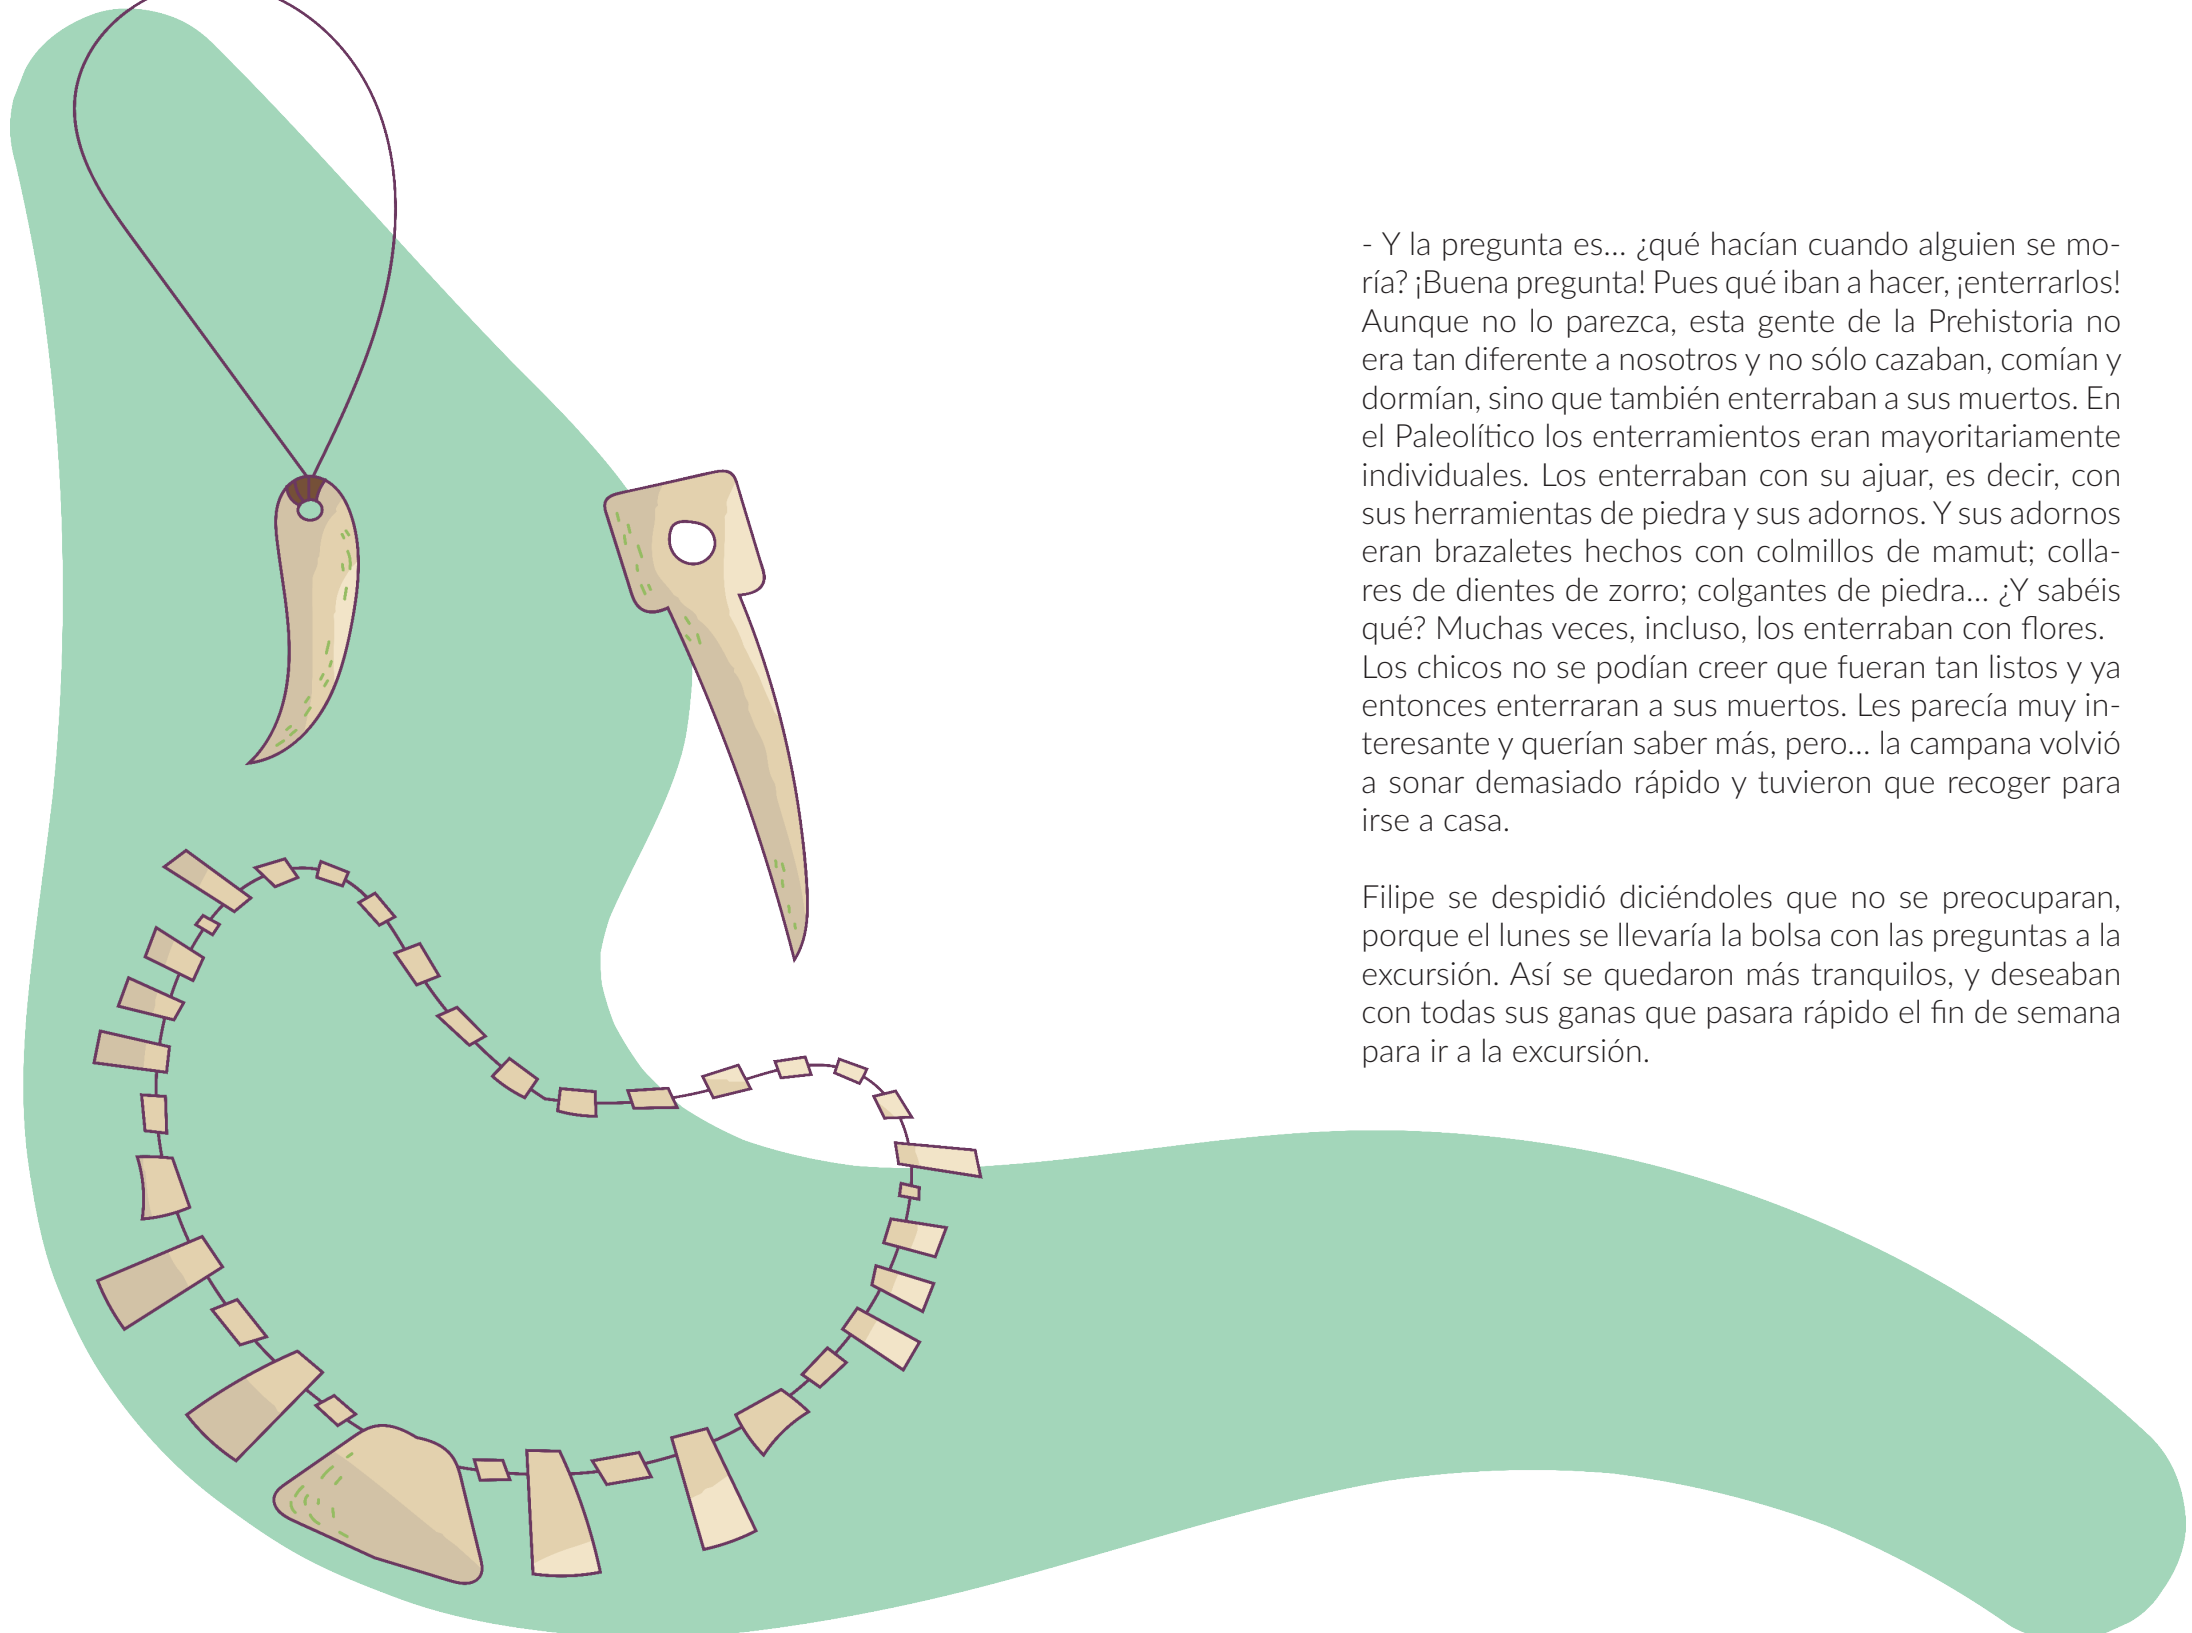 - Y la pregunta es... ¿qué hacían cuando alguien se mo-
ría? ¡Buena pregunta! Pues qué iban a hacer, ¡enterrarlos!
Aunque no lo parezca, esta gente de la Prehistoria no
era tan diferente a nosotros y no sólo cazaban, comían y
dormían, sino que también enterraban a sus muertos. En
el Paleolítico los enterramientos eran mayoritariamente
individuales. Los enterraban con su ajuar, es decir, con
sus herramientas de piedra y sus adornos. Y sus adornos
eran brazaletes hechos con colmillos de mamut; colla-
res de dientes de zorro; colgantes de piedra... ¿Y sabéis
qué? Muchas veces, incluso, los enterraban con flores.
Los chicos no se podían creer que fueran tan listos y ya
entonces enterraran a sus muertos. Les parecía muy in-
teresante y querían saber más, pero... la campana volvió
a sonar demasiado rápido y tuvieron que recoger para
irse a casa.
Filipe se despidió diciéndoles que no se preocuparan,
porque el lunes se llevaría la bolsa con las preguntas a la
excursión. Así se quedaron más tranquilos, y deseaban
con todas sus ganas que pasara rápido el fin de semana
para ir a la excursión.